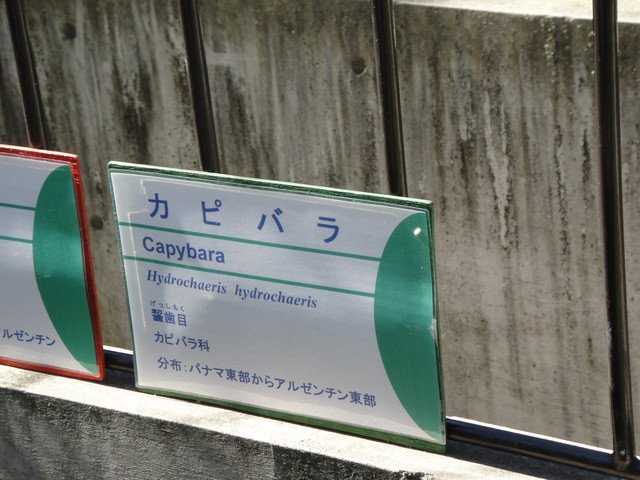 カピバラ
Capybara
Hydrochaeris hydrochaeris
げっしもく
齧歯目
カピバラ科
分布：パナマ東部からアルゼンチン東部
ルゼンチン